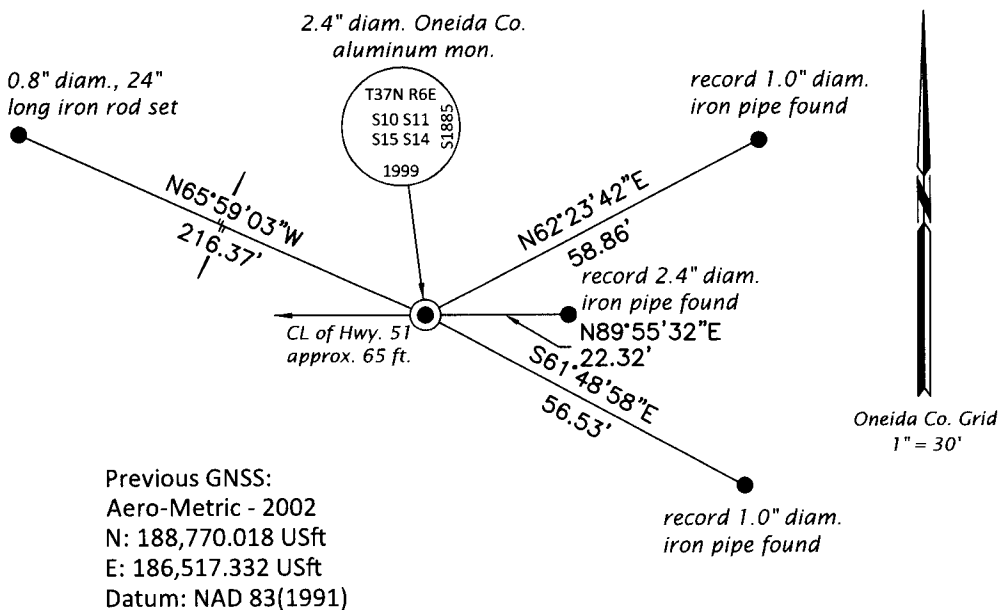 2.4" diam. Oneida Co.
aluminum mon.
0.8" diam., 24"
long iron rod set
T37N R6E
S10 S11
S15 S14
S1885
1999
record 1.0" diam.
iron pipe found
N65°59'03"W
216.37'
N62°23'42"E
58.86'
record 2.4" diam.
iron pipe found
N89°55'32"E
22.32'
CL of Hwy. 51
approx. 65 ft.
S61°48'58"E
56.53'
Oneida Co. Grid
1" = 30'
record 1.0" diam.
iron pipe found
Previous GNSS:
Aero-Metric - 2002
N: 188,770.018 USft
E: 186,517.332 USft
Datum: NAD 83(1991)